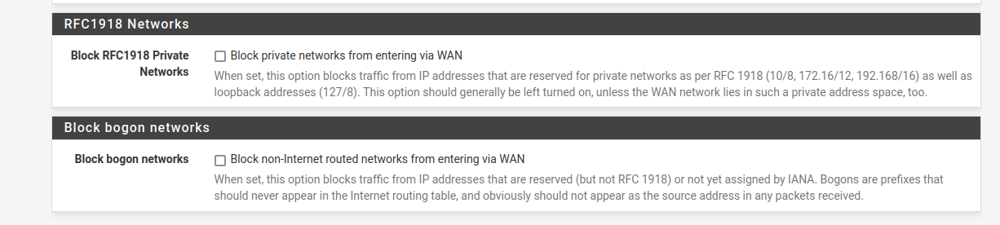 RFC1918 Networks
Block RFC1918 Private
Networks
Block private networks from entering via WAN
When set, this option blocks traffic from IP addresses that are reserved for private networks as per RFC 1918 (10/8, 172.16/12, 192.168/16) as well as
loopback addresses (127/8). This option should generally be left turned on, unless the WAN network lies in such a private address space, too.
Block bogon networks
Block bogon networks
Block non-Internet routed networks from entering via WAN
When set, this option blocks traffic from IP addresses that are reserved (but not RFC 1918) or not yet assigned by IANA. Bogons are prefixes that
should never appear in the Internet routing table, and obviously should not appear as the source address in any packets received.